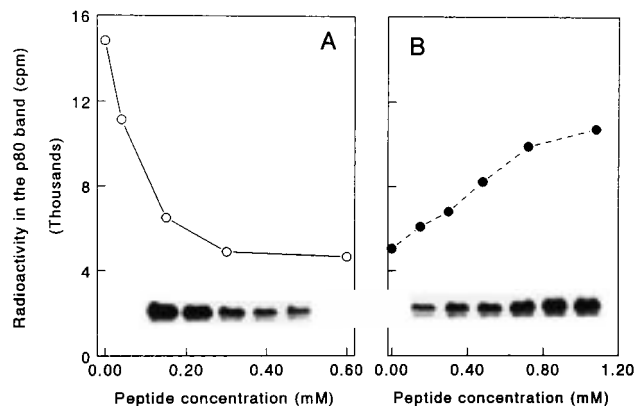 Radioactivity in the p80 band (cpm)
(Thousands)
16
12
8
4
0
A
B
0.00 0.20 0.40 0.60
0.00 0.40 0.80 1.20
Peptide concentration (mM)
Peptide concentration (mM)